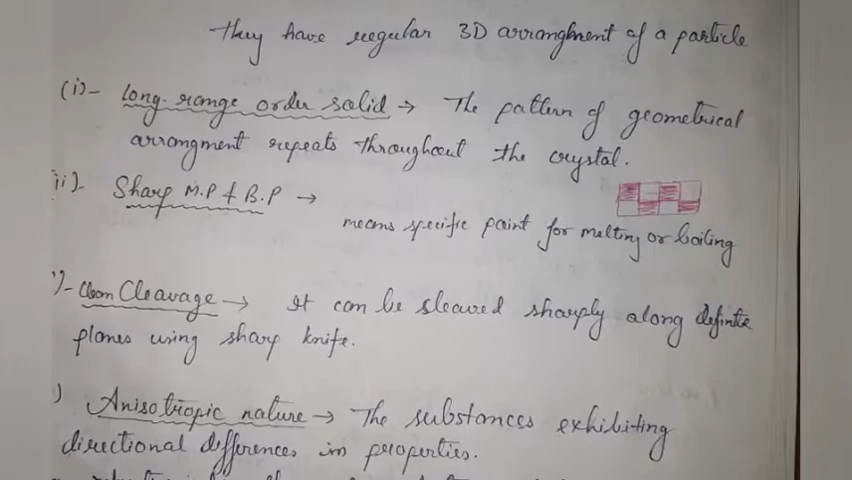 They have regular 3D arrangment of a particle
(i)- Long-range order solid → The pattern of geometrical
arrangment repeats throughout the crystal.
ii)- Sharp M.P & B.P →
means specific point for melting or boiling
)- Clean Cleavage → It can be sleaved sharply along definite
planes using sharp knife.
) Anisotropic nature → The substances exhibiting
directional differences in properties.